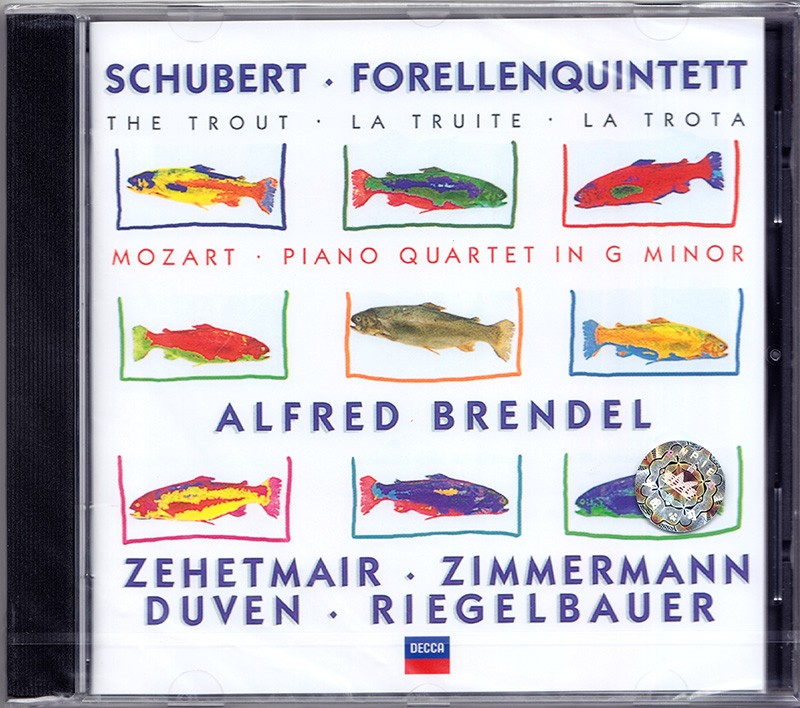 SCHUBERT · FORELLENQUINTETT
THE TROUT · LA TRUITE · LA TROTA
MOZART · PIANO QUARTET IN G MINOR
ALFRED BRENDEL
ZEHETMAIR · ZIMMERMANN
DUVEN · RIEGELBAUER
DECCA